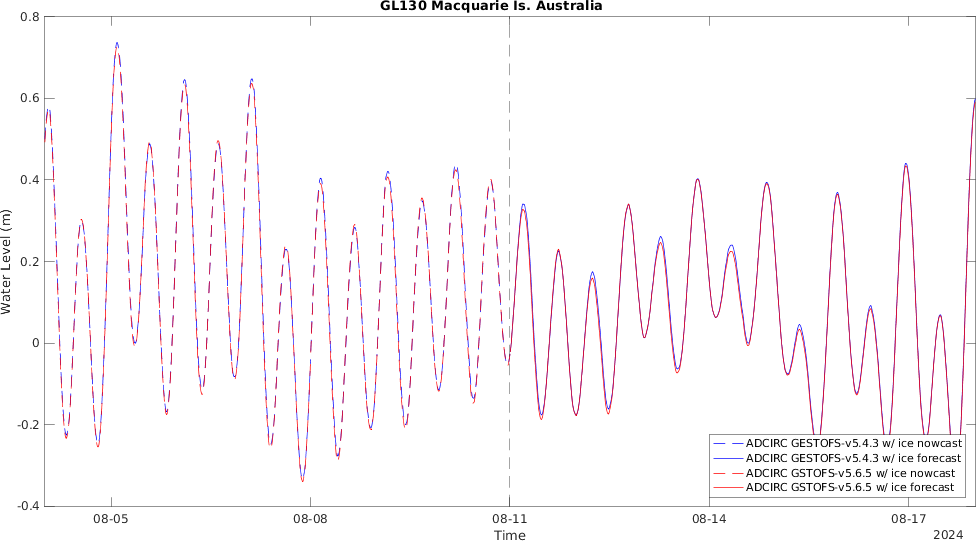 GL130 Macquarie Is. Australia
0.8
0.6
0.4
0.2
0
-0.2
-0.4
Water Level (m)
ADCIRC GESTOFS-v5.4.3 w/ ice nowcast
ADCIRC GESTOFS-v5.4.3 w/ ice forecast
ADCIRC GSTOFS-v5.6.5 w/ ice nowcast
ADCIRC GSTOFS-v5.6.5 w/ ice forecast
08-05 08-08 08-11 08-14 08-17
Time
2024